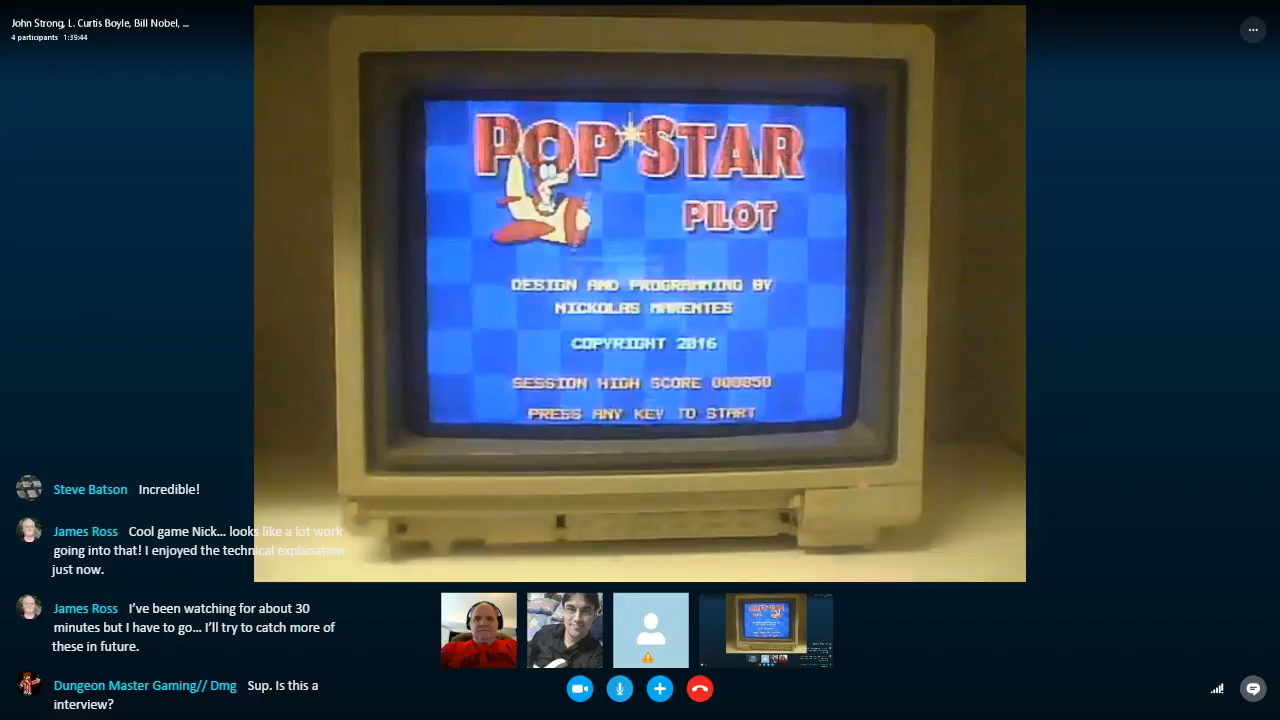 John Strong, L. Curtis Boyle, Bill Nobel, ...
4 participants 1:39:44
POP*STAR
PILOT
DESIGN AND PROGRAMMING BY
NICKOLAS MARENTES
COPYRIGHT 2016
SESSION HIGH SCORE 000050
PRESS ANY KEY TO START
Steve Batson Incredible!
James Ross Cool game Nick... looks like a lot work
going into that! I enjoyed the technical explanation
just now.
James Ross I've been watching for about 30
minutes but I have to go... I'll try to catch more of
these in future.
Dungeon Master Gaming// Dmg Sup. Is this a
interview?